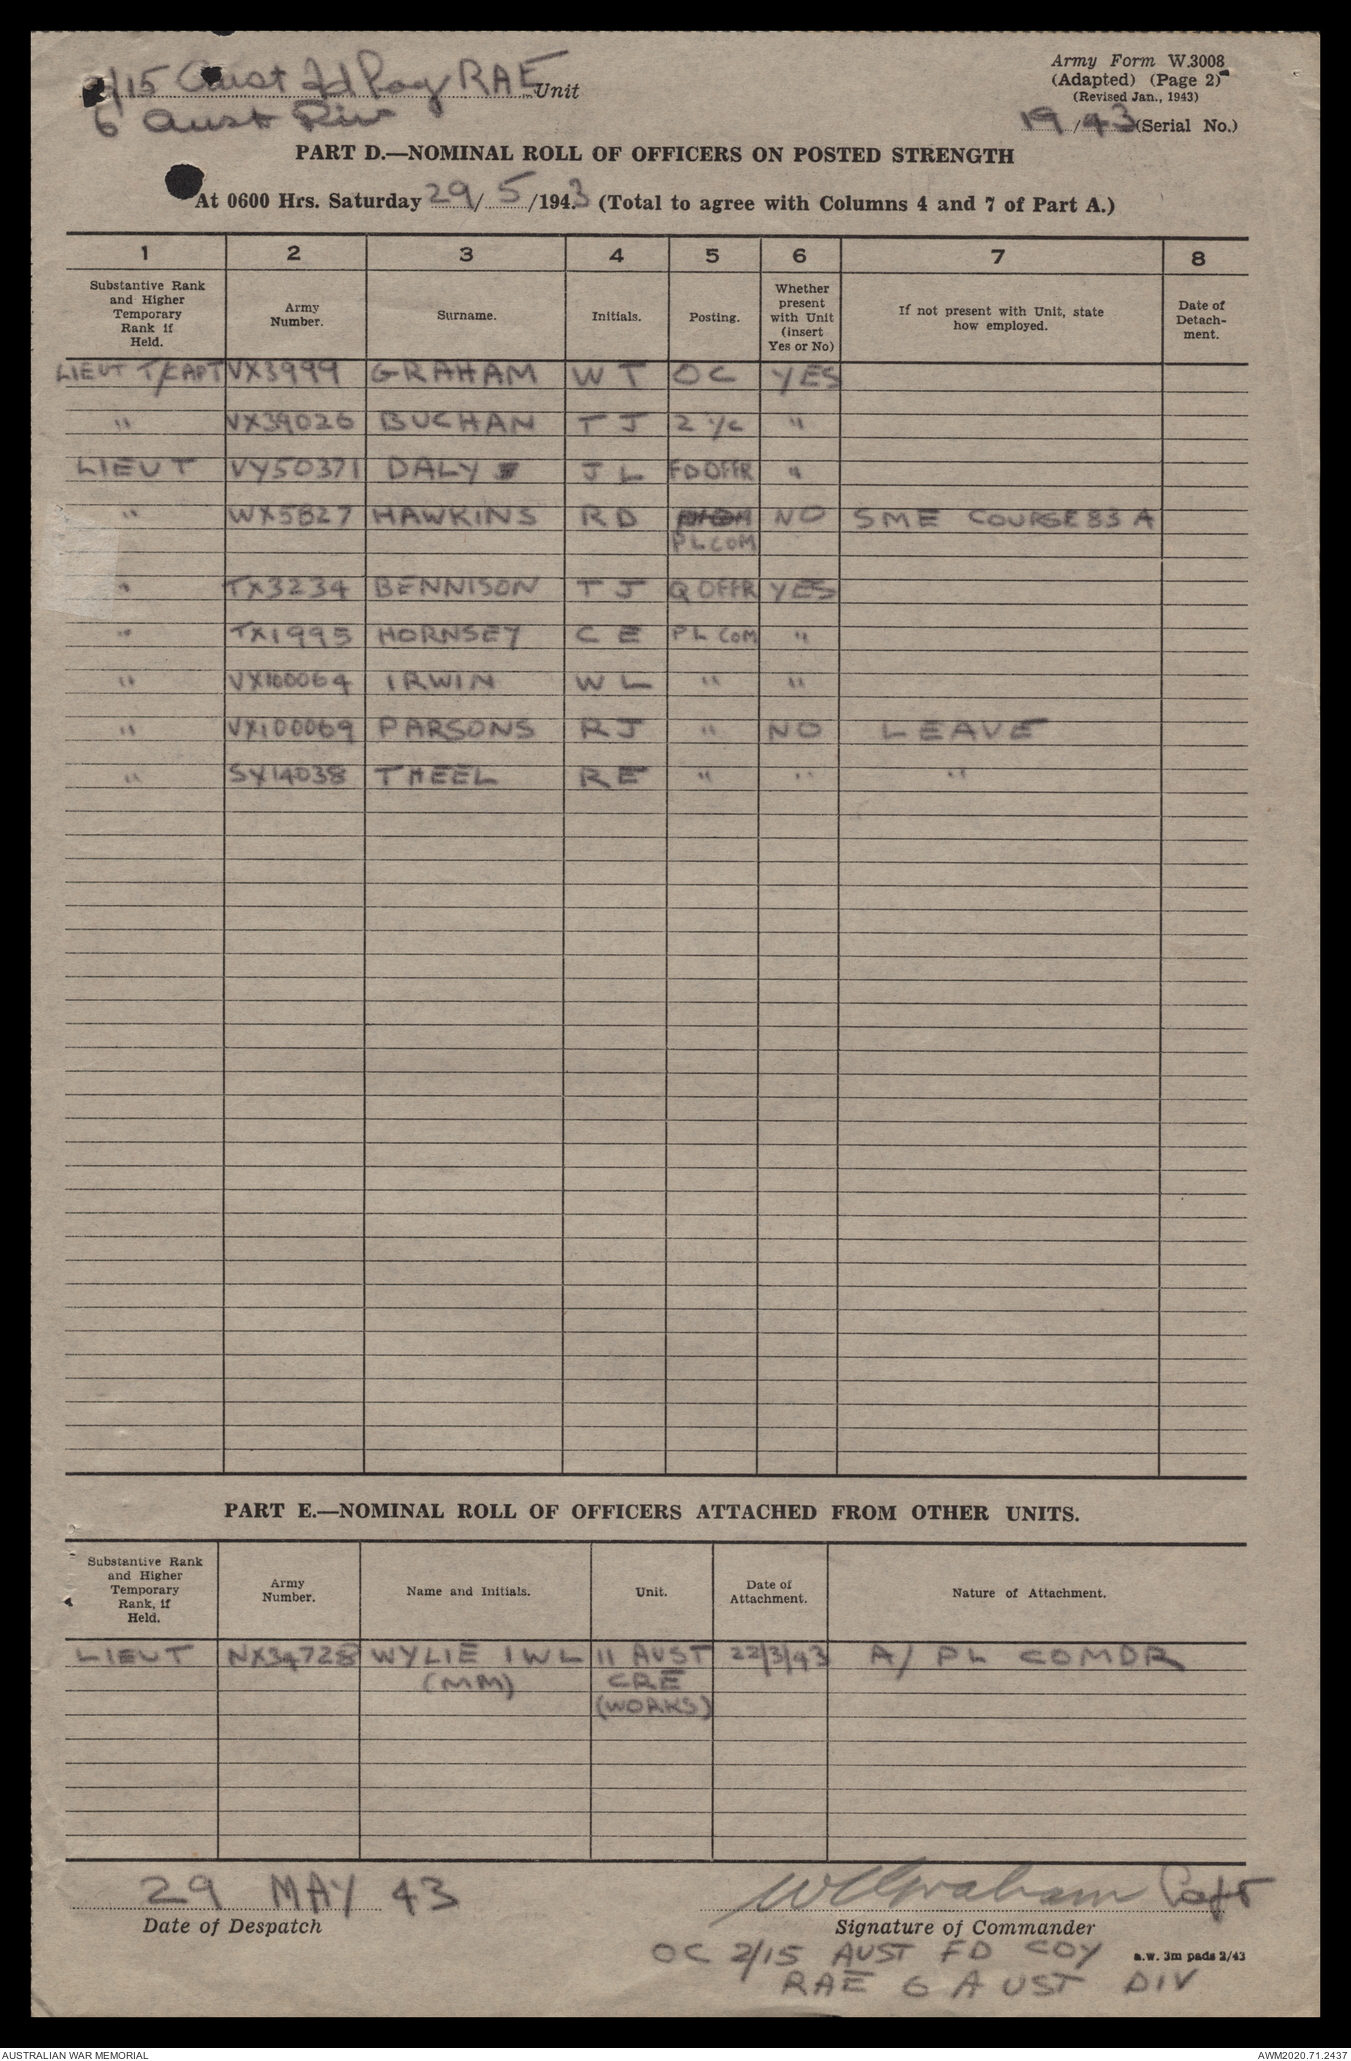 Army Form W.3008
(Adapted) (Page 2)
(Revised Jan., 1943)
2/15 Aust Fd Coy RAE Unit
6 Aust Div
19/43 (Serial No.)
PART D.—NOMINAL ROLL OF OFFICERS ON POSTED STRENGTH
At 0600 Hrs. Saturday 29/5/1943 (Total to agree with Columns 4 and 7 of Part A.)
1 2 3 4 5 6 7 8
Substantive Rank and Higher Temporary Rank if Held. Army Number. Surname. Initials. Posting. Whether present with Unit (insert Yes or No) If not present with Unit, state how employed. Date of Detach-ment.
LIEUT T/CAPT VX3999 GRAHAM W T OC YES
" VX39026 BUCHAN T J 2 i/c "
LIEUT VX50371 DALY J L FD OFFR "
" WX5827 HAWKINS R D NO SME COURSE 83 A
PL COM
" TX3234 BENNISON T J Q OFFR YES
" TX1995 HORNSEY C E PL COM "
" VX100064 IRWIN W L " "
" VX100069 PARSONS R J " NO LEAVE
" SX14038 THEEL R E " " "
PART E.—NOMINAL ROLL OF OFFICERS ATTACHED FROM OTHER UNITS.
Substantive Rank and Higher Temporary Rank, if Held. Army Number. Name and Initials. Unit. Date of Attachment. Nature of Attachment.
LIEUT NX34728 WYLIE I W L 11 AUST 22/3/43 A/ PL COMDR
(MM) CRE
(WORKS)
29 MAY 43
Date of Despatch
WTGraham Capt
Signature of Commander
OC 2/15 AUST FD COY
a.w. 3m pads 2/43
RAE 6 AUST DIV
AUSTRALIAN WAR MEMORIAL
AWM2020.71.2437